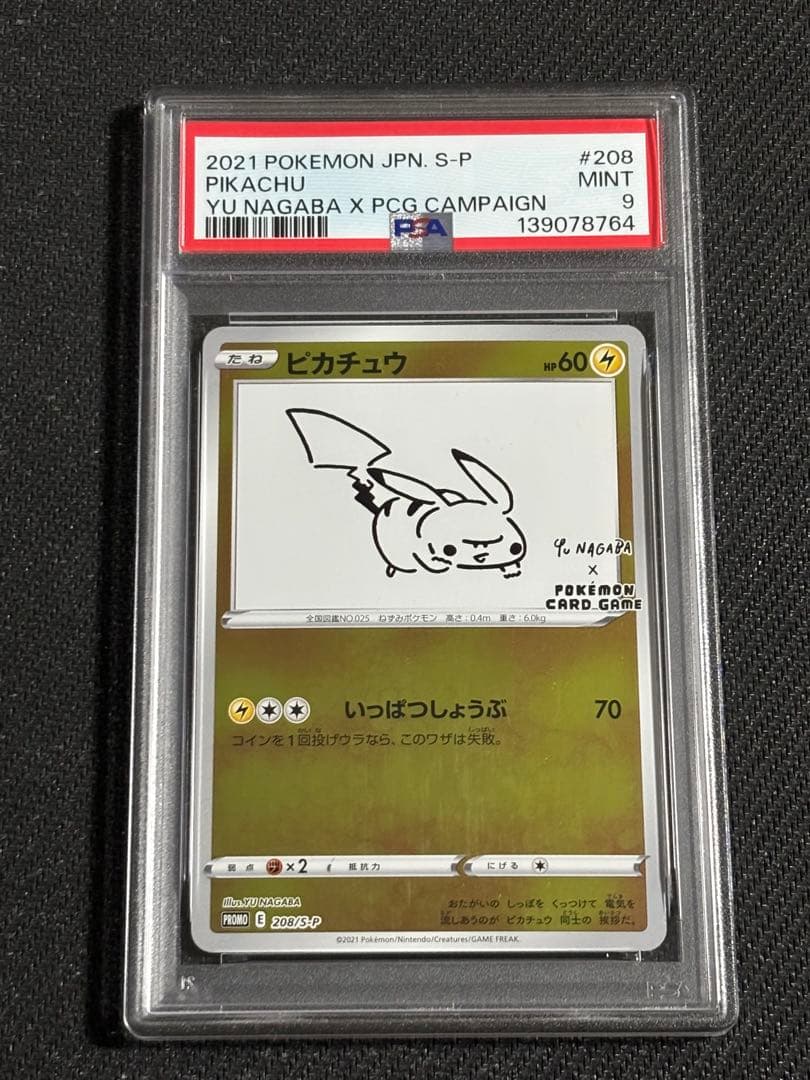 2021 POKEMON JPN. S-P #208
PIKACHU MINT
YU NAGABA X PCG CAMPAIGN 9
PSA 139078764
たね ピカチュウ HP60
Yu NAGABA
X
POKÉMON
CARD GAME
全国図鑑NO.025 ねずみポケモン 高さ:0.4m 重さ:6.0kg
いっぱつしょうぶ 70
コインを1回投げウラなら、このワザは失敗。
弱点 ×2 抵抗力 にげる
illus.YU NAGABA
PROMO E 208/S-P
おたがいの しっぽを くっつけて 電気を
流しあうのが ピカチュウ 同士の 挨拶だ。
©2021 Pokémon/Nintendo/Creatures/GAME FREAK.